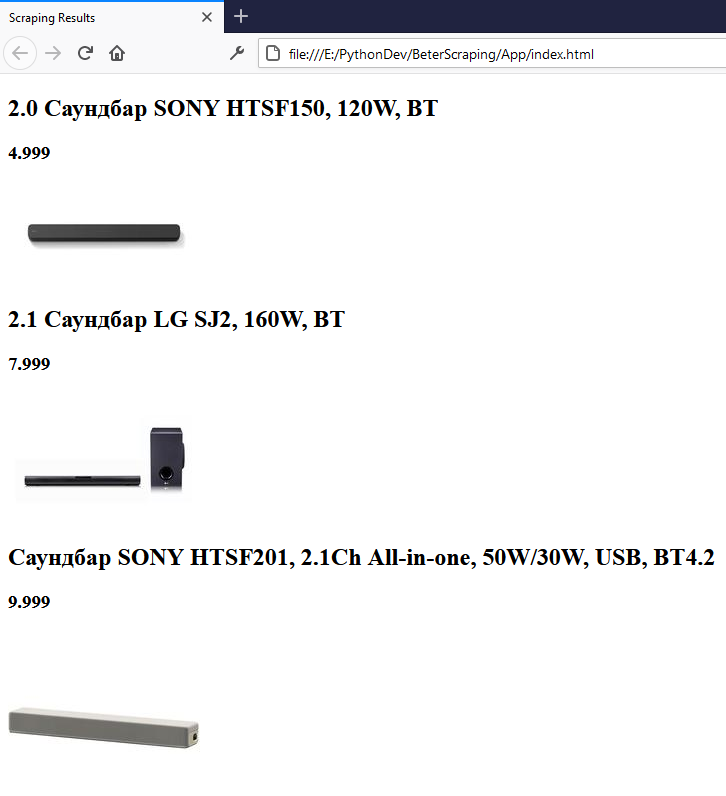 Scraping Results
file:///E:/PythonDev/BeterScraping/App/index.html
2.0 Саундбар SONY HTSF150, 120W, BT
4.999
2.1 Саундбар LG SJ2, 160W, BT
7.999
Саундбар SONY HTSF201, 2.1Ch All-in-one, 50W/30W, USB, BT4.2
9.999